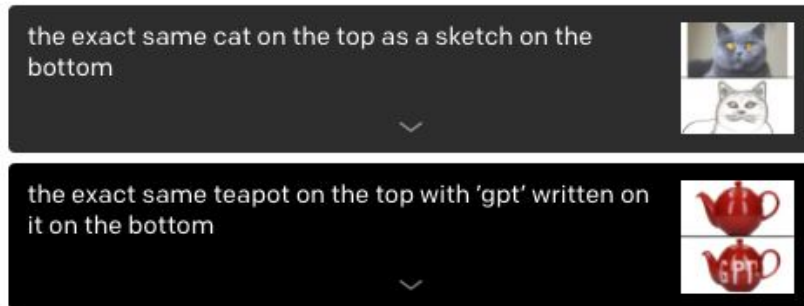 the exact same cat on the top as a sketch on the
bottom
the exact same teapot on the top with ’gpt’ written on
it on the bottom
GPT